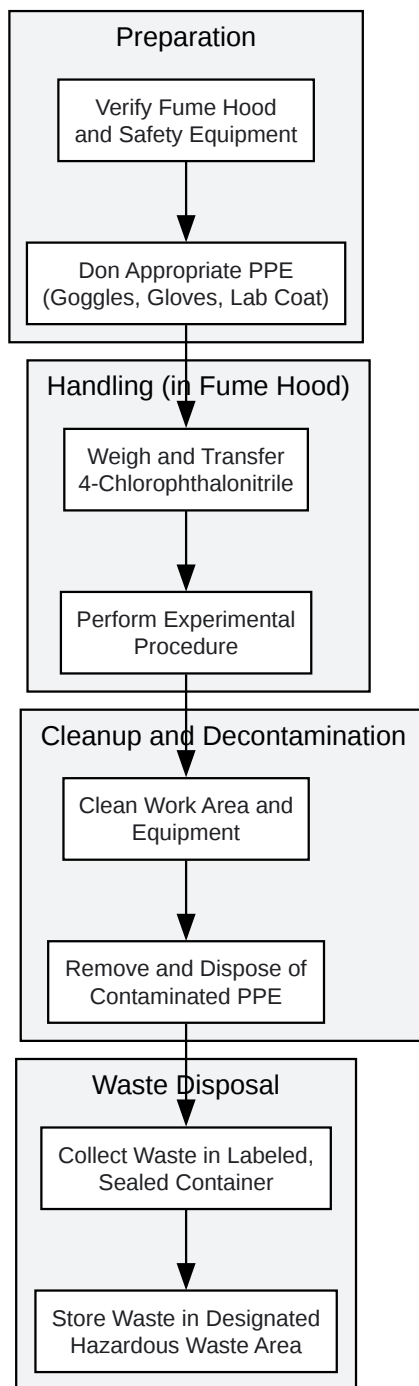 Preparation
Verify Fume Hood
and Safety Equipment
Don Appropriate PPE
(Goggles, Gloves, Lab Coat)
Handling (in Fume Hood)
Weigh and Transfer
4-Chlorophthalonitrile
Perform Experimental
Procedure
Cleanup and Decontamination
Clean Work Area and
Equipment
Remove and Dispose of
Contaminated PPE
Waste Disposal
Collect Waste in Labeled,
Sealed Container
Store Waste in Designated
Hazardous Waste Area